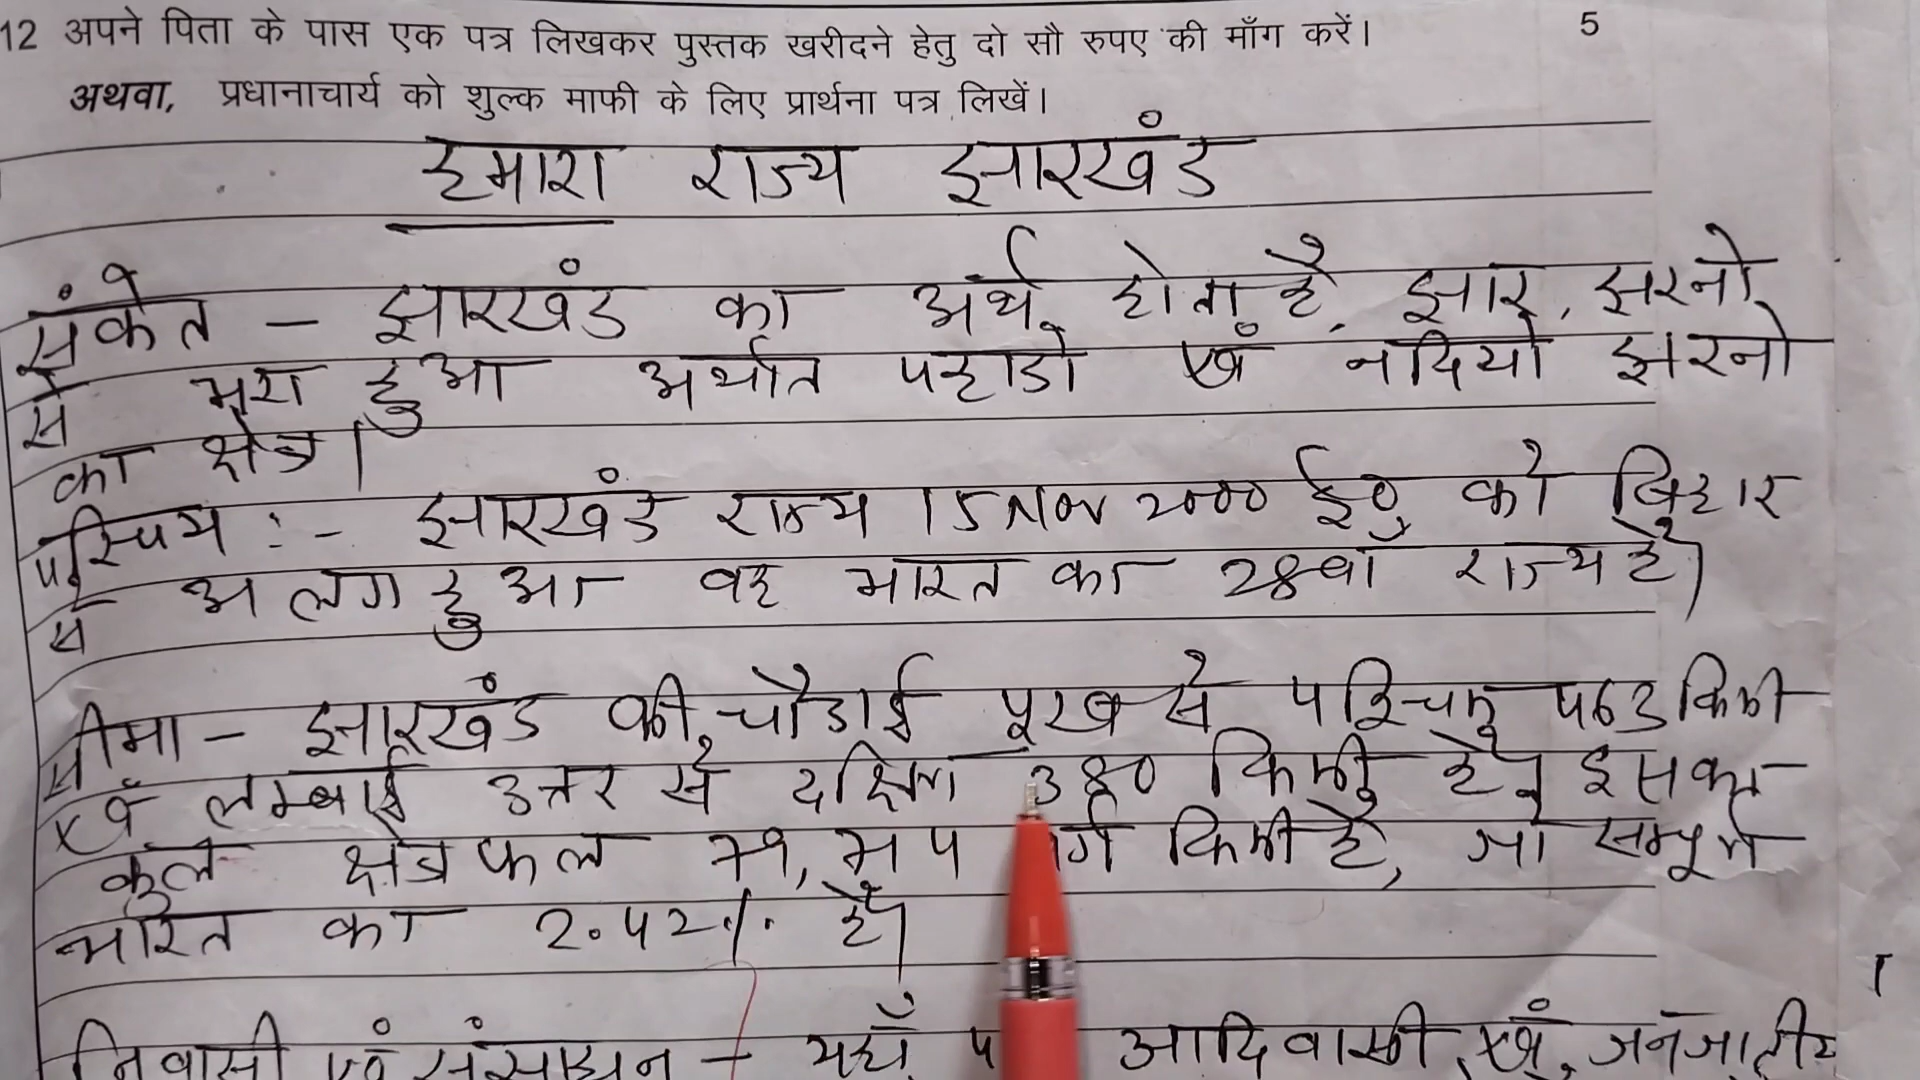 12 अपने पिता के पास एक पत्र लिखकर पुस्तक खरीदने हेतु दो सौ रुपए की माँग करें। 5
अथवा, प्रधानाचार्य को शुल्क माफी के लिए प्रार्थना पत्र लिखें।
हमारा राज्य झारखंड
संकेत - झारखंड का अर्थ होता है, झार, झरनो
से भरा हुआ अर्थात पहाडो एवं नदियो झरनो
का क्षेत्र।
परिचय :- झारखंड राज्य 15 Nov 2000 ई० को बिहार
से अलग हुआ वह भारत का 28वाँ राज्य है।
सीमा - झारखंड की चौडाई पूरब से पश्चिम 463 किमी
एवं लम्बाई उत्तर से दक्षिण 380 किमी है। इसका
कुल क्षेत्रफल 79, किमी है, जो सम्पूर्ण
भारत का 2.42% है।
निवासी एवं संसाधन - यहाँ आदिवासी एवं जनजातीय